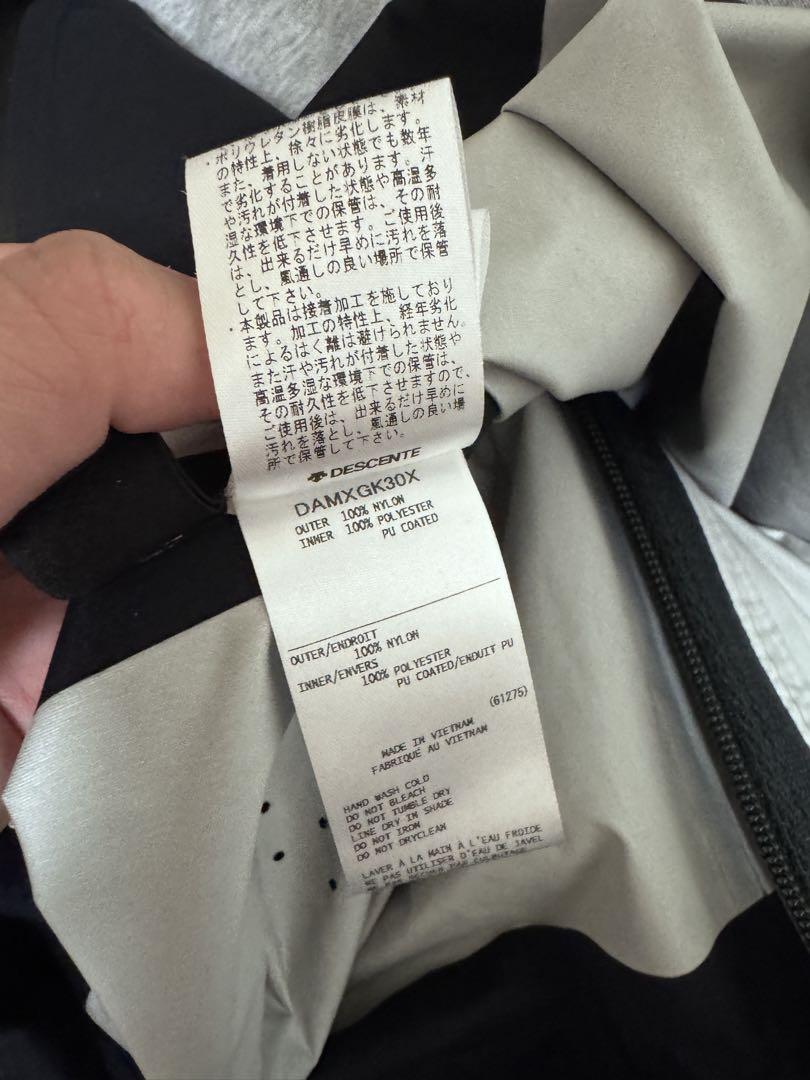 ・ポリウレタン樹脂皮膜は、素材
の特性上、徐々に劣化します。
また、着用しない状態でも数年
で劣化することがあります。汗
や汚れが付着した状態や高温多
湿な環境下での保管は、その耐
久性を低下させます。ご使用後
は、出来るだけ早めに汚れを落
とし、風通しの良い場所で保管
して下さい。
・本製品は接着加工を施しており
ます。加工の特性上、経年劣化
によるはく離は避けられません。
また汗や汚れが付着した状態や
高温多湿な環境下での保管は、
その耐久性を低下させますので、
ご使用後は、出来るだけ早めに
汚れを落とし、風通しの良い場
所で保管して下さい。
DESCENTE
DAMXGK30X
OUTER 100% NYLON
INNER 100% POLYESTER
PU COATED
OUTER/ENDROIT
100% NYLON
INNER/ENVERS
100% POLYESTER
PU COATED/ENDUIT PU
(61275)
MADE IN VIETNAM
FABRIQUE AU VIETNAM
HAND WASH COLD
DO NOT BLEACH
DO NOT TUMBLE DRY
LINE DRY IN SHADE
DO NOT IRON
DO NOT DRYCLEAN
LAVER À LA MAIN À L'EAU FROIDE
NE PAS UTILISER D'EAU DE JAVEL
NE PAS SÉCHER PAR CULBUTAGE